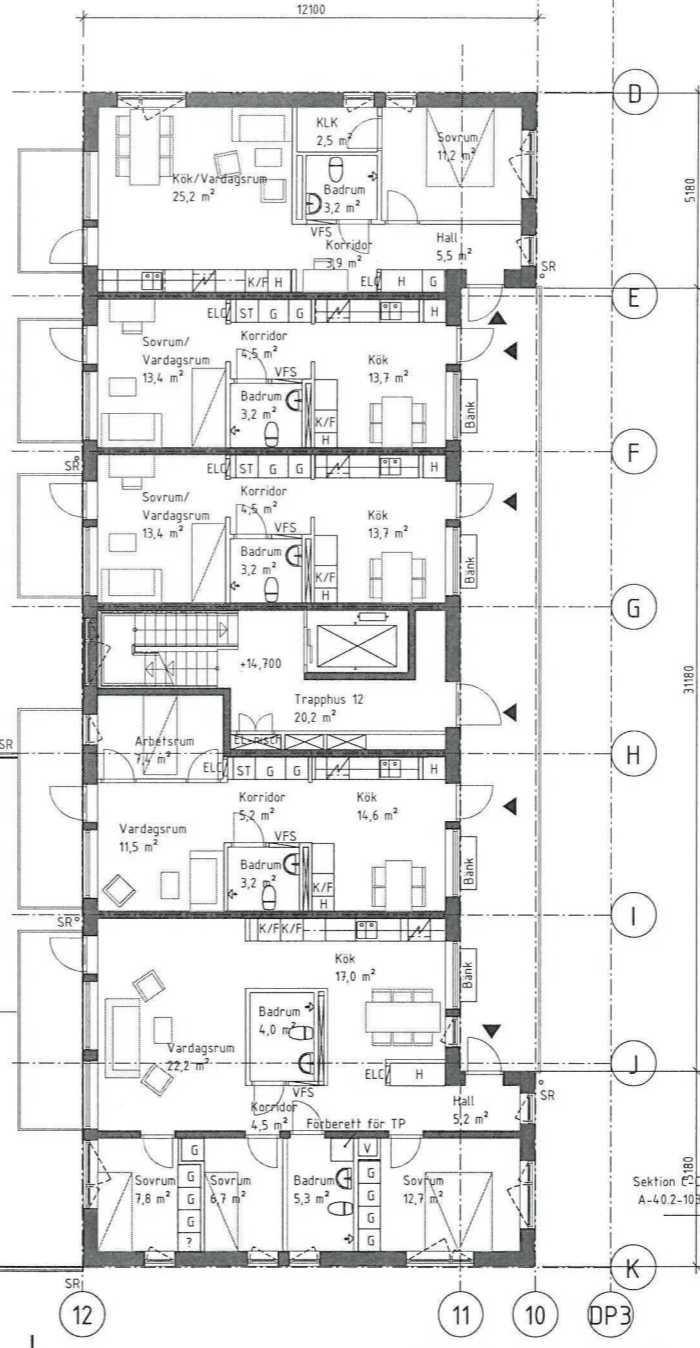 12100
D
KLK
2,5 m²
Sovrum
11,2 m²
Kök/Vardagsrum
25,2 m²
Badrum
3,2 m²
5180
VFS
Korridor
3,9 m²
Hall
5,5 m²
K/F H
ELC H G
SR
E
ELC ST G G
H
Sovrum/
Vardagsrum
13,4 m²
Korridor
4,5 m²
Kök
13,7 m²
VFS
Badrum
3,2 m²
K/F
H
Bänk
F
SR
ELC ST G G
H
Sovrum/
Vardagsrum
13,4 m²
Korridor
4,5 m²
Kök
13,7 m²
VFS
Badrum
3,2 m²
K/F
H
Bänk
G
+14,700
31180
Trapphus 12
20,2 m²
EL-nisch
Arbetsrum
7,4 m²
SR
H
ELC ST G G
H
Korridor
5,2 m²
Kök
14,6 m²
Vardagsrum
11,5 m²
VFS
Badrum
3,2 m²
K/F
H
Bänk
SR
I
K/F K/F
Kök
17,0 m²
Bänk
Badrum
4,0 m²
Vardagsrum
22,2 m²
J
ELC H
VFS
Korridor
4,5 m²
Förberett för TP
Hall
5,2 m²
SR
G
V
Sovrum
7,8 m²
Sovrum
6,7 m²
Badrum
5,3 m²
Sovrum
12,7 m²
G
G
G
?
G
G
G
G
5180
Sektion
A-40.2-103
K
SR
12
11
10
DP3